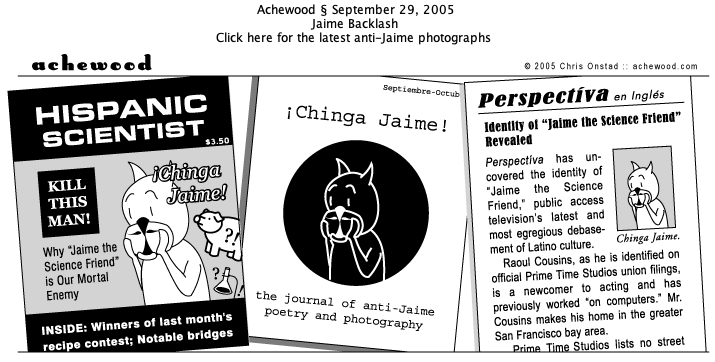 Achewood § September 29, 2005
Jaime Backlash
Click here for the latest anti-Jaime photographs
achewood
© 2005 Chris Onstad :: achewood.com
HISPANIC
SCIENTIST
$3.50
KILL
THIS
MAN!
¡Chinga
Jaime!
Why "Jaime the
Science Friend"
is Our Mortal
Enemy
?
?
?
?
INSIDE: Winners of last month's
recipe contest; Notable bridges
Septiembre-Octub
¡Chinga Jaime!
the journal of anti-Jaime
poetry and photography
Perspectíva en Inglés
Identity of "Jaime the Science Friend"
Revealed
Perspectíva has un-
covered the identity of
"Jaime the Science
Friend," public access
television's latest and
most egregious debase-
ment of Latino culture.
Chinga Jaime.
Raoul Cousins, as he is identified on
official Prime Time Studios union filings,
is a newcomer to acting and has
previously worked "on computers." Mr.
Cousins makes his home in the greater
San Francisco bay area.
Prime Time Studios lists no street